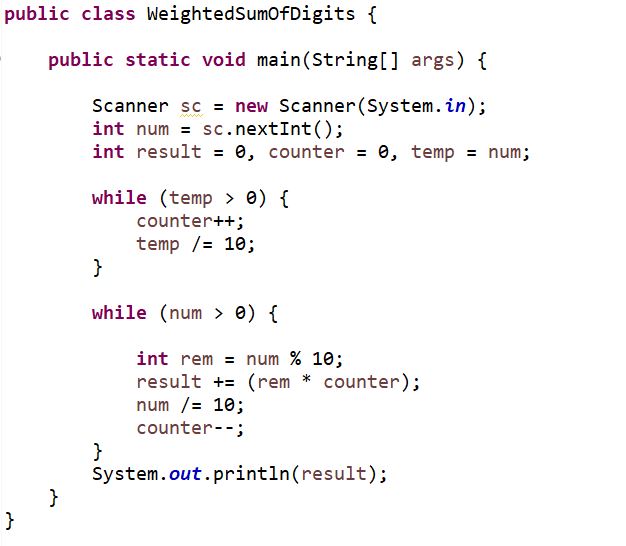 public class WeightedSumOfDigits {
public static void main(String[] args) {
Scanner sc = new Scanner(System.in);
int num = sc.nextInt();
int result = 0, counter = 0, temp = num;
while (temp > 0) {
counter++;
temp /= 10;
}
while (num > 0) {
int rem = num % 10;
result += (rem * counter);
num /= 10;
counter--;
}
System.out.println(result);
}
}